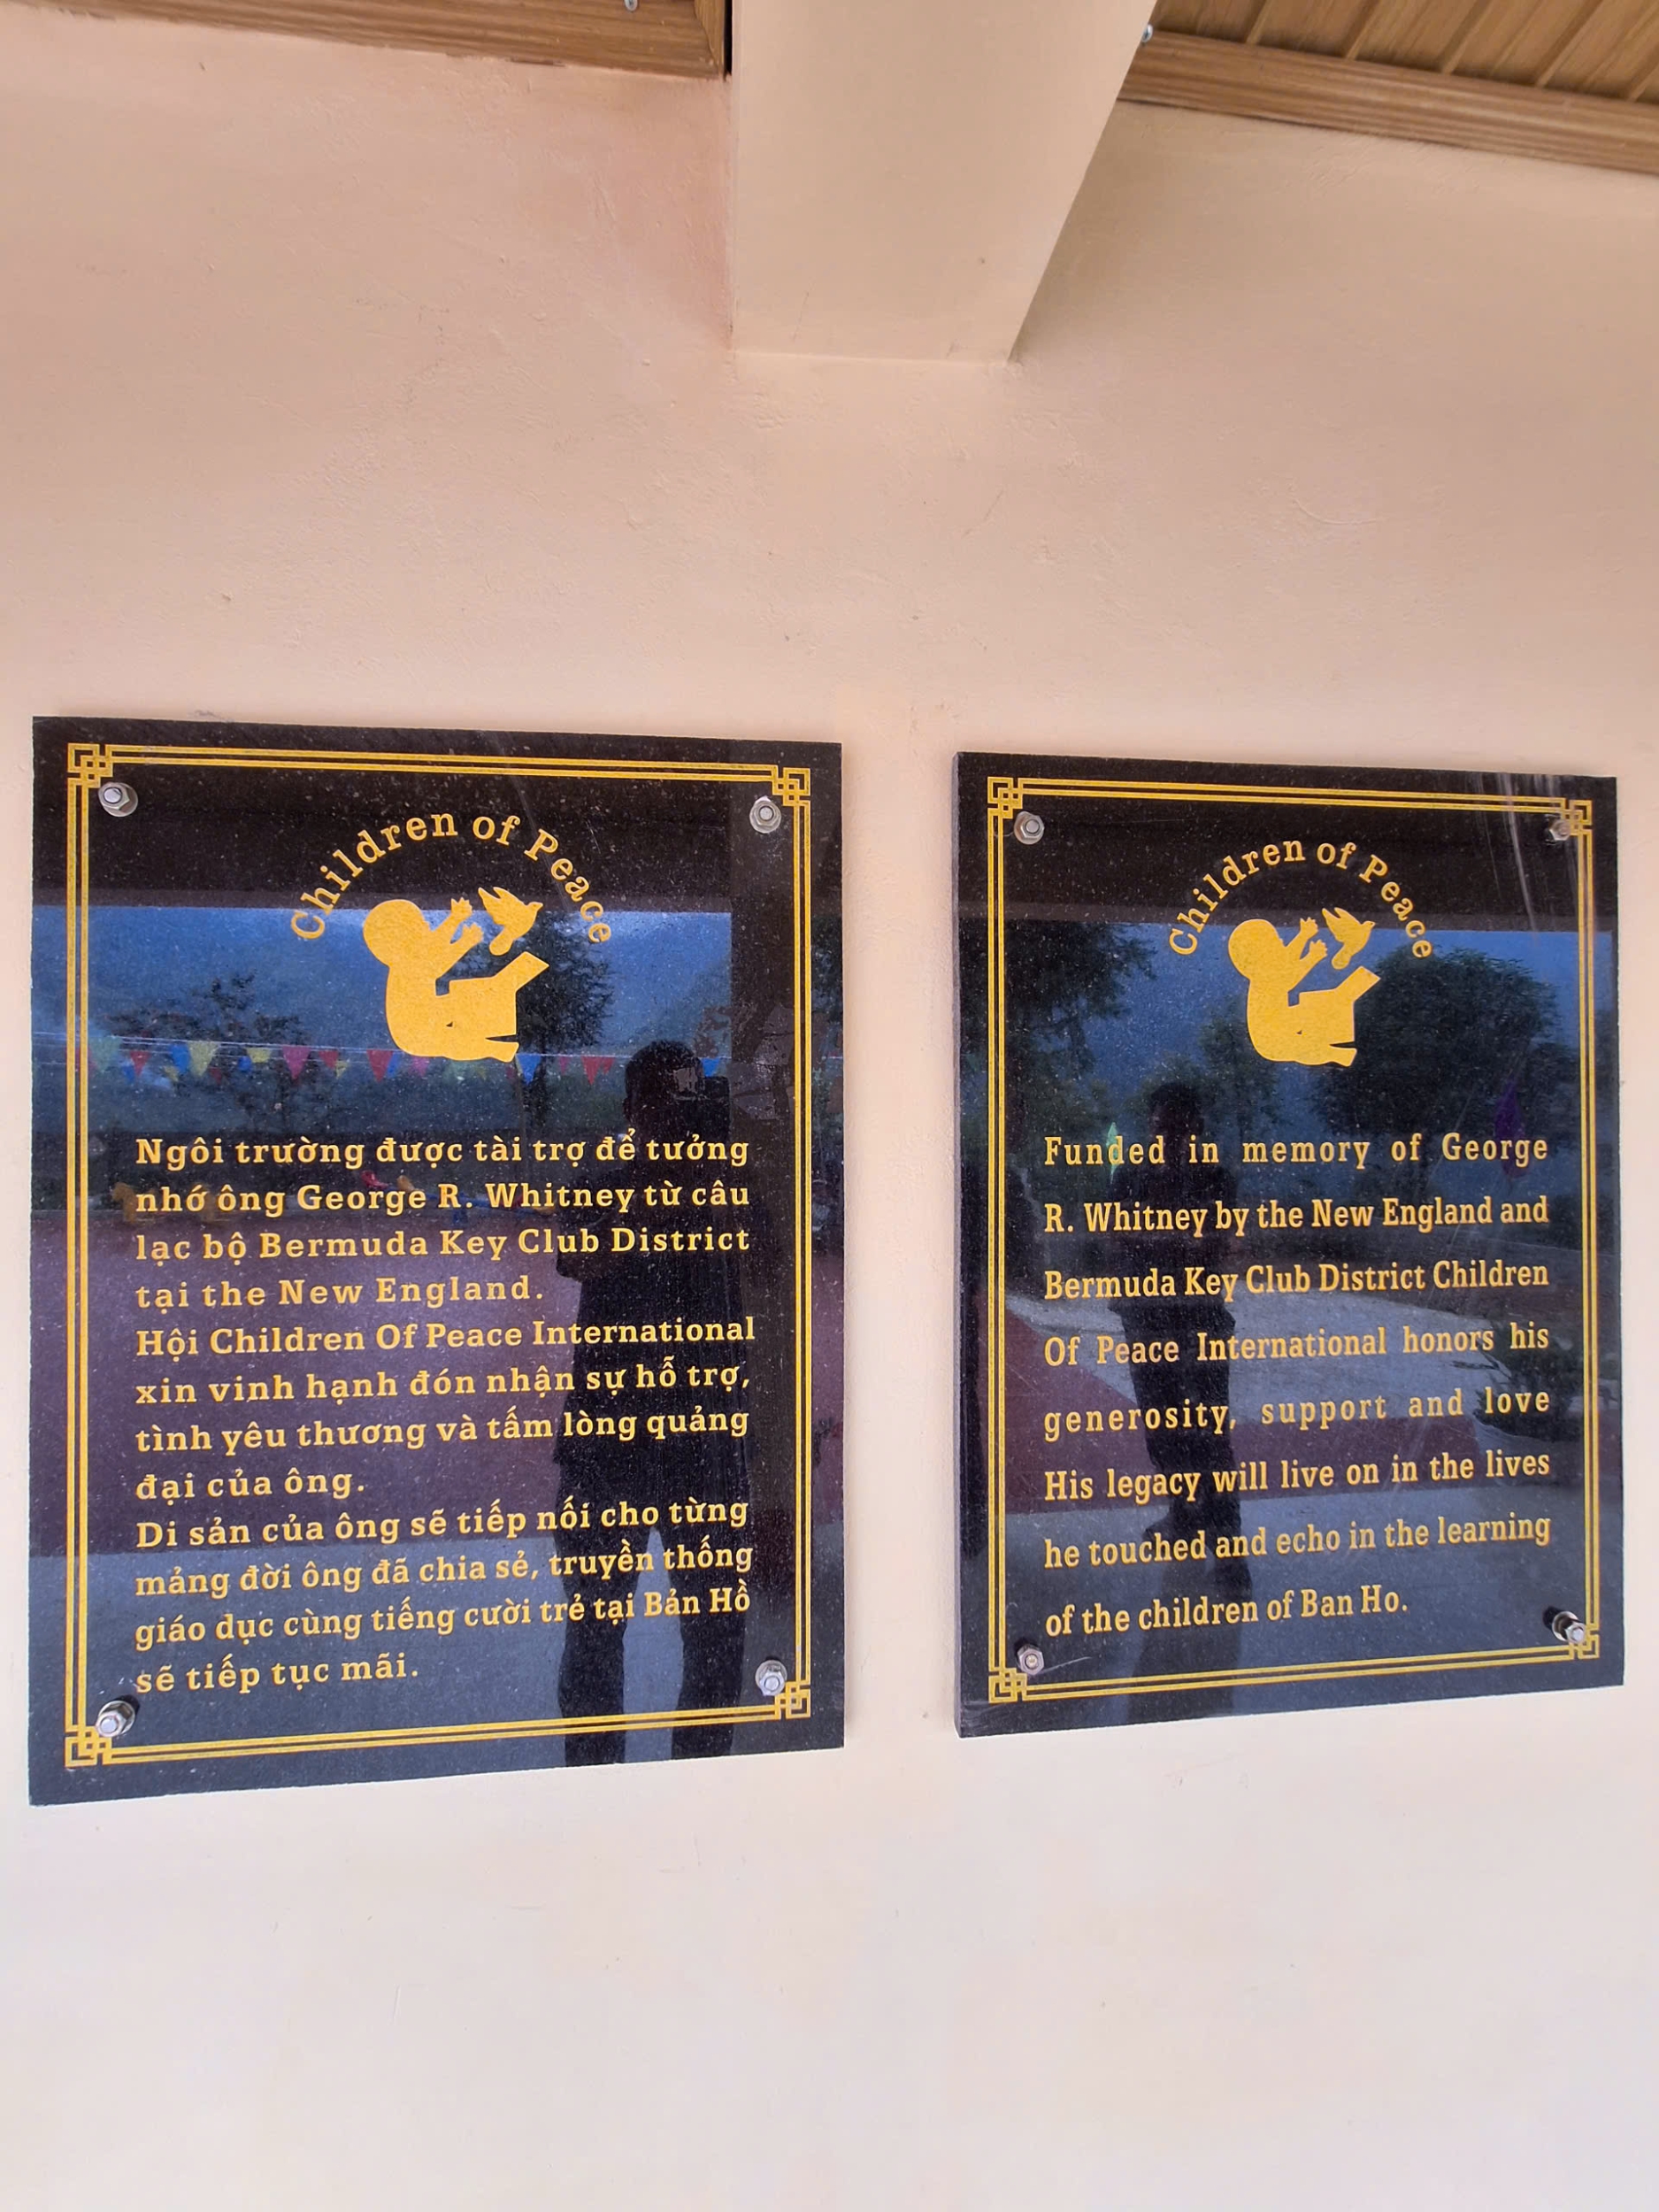 Children of Peace
Ngôi trường được tài trợ để tưởng
nhớ ông George R. Whitney từ câu
lạc bộ Bermuda Key Club District
tại the New England.
Hội Children Of Peace International
xin vinh hạnh đón nhận sự hỗ trợ,
tình yêu thương và tấm lòng quảng
đại của ông.
Di sản của ông sẽ tiếp nối cho từng
mảng đời ông đã chia sẻ, truyền thống
giáo dục cùng tiếng cười trẻ tại Bản Hồ
sẽ tiếp tục mãi.
Children of Peace
Funded in memory of George
R. Whitney by the New England and
Bermuda Key Club District Children
Of Peace International honors his
generosity, support and love
His legacy will live on in the lives
he touched and echo in the learning
of the children of Ban Ho.